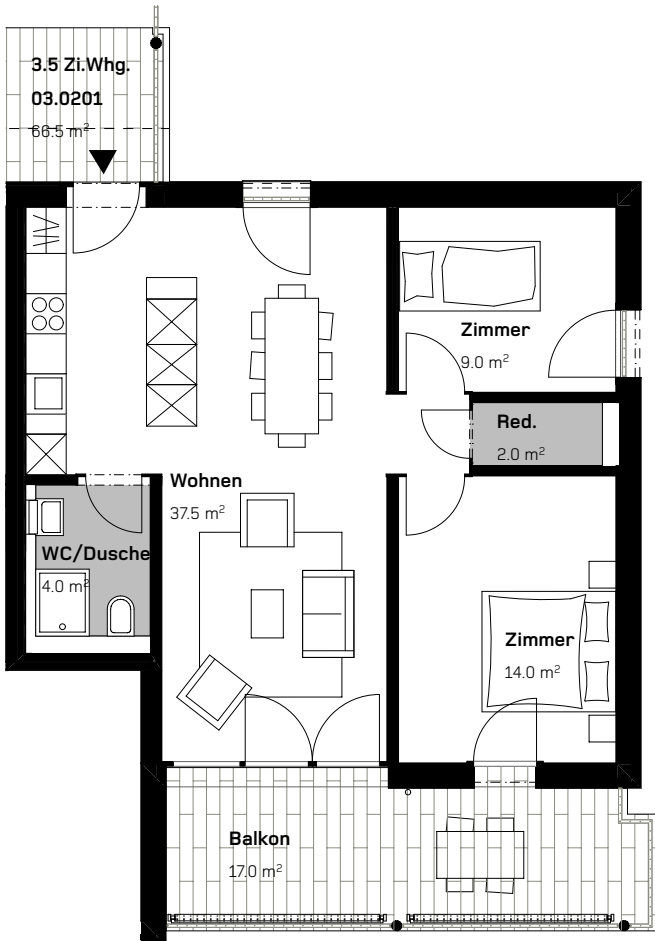 3.5 Zi.Whg.
03.0201
66.5 m²
Zimmer
9.0 m²
Red.
2.0 m²
Wohnen
37.5 m²
WC/Dusche
4.0 m²
Zimmer
14.0 m²
Balkon
17.0 m²